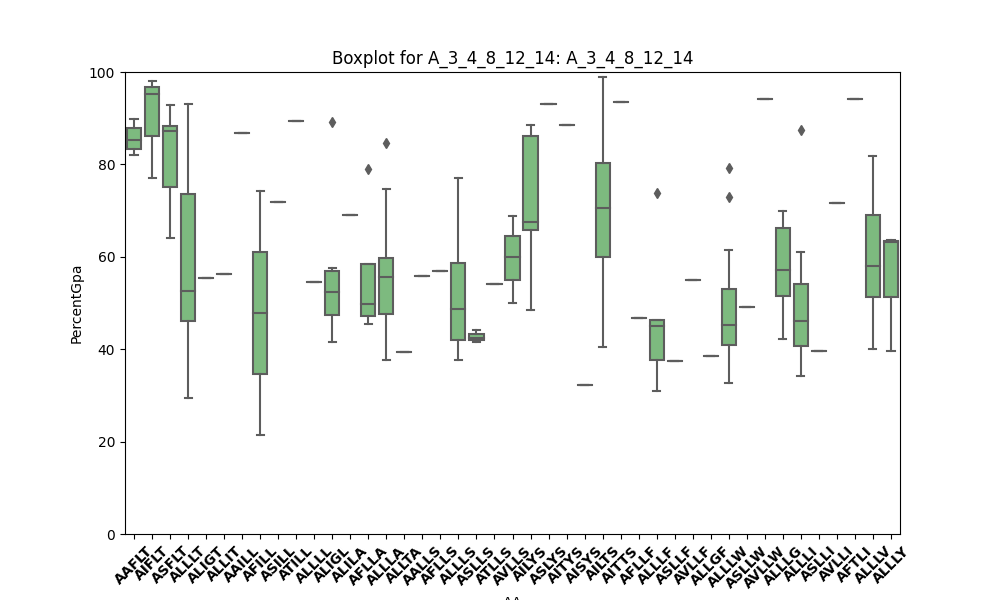 Boxplot for A_3_4_8_12_14: A_3_4_8_12_14
PercentGpa
100
80
60
40
20
0
AAFLT
AIFLT
ASFLT
ALLLT
ALIGT
ALLIT
AAILL
AFILL
ASILL
ATILL
ALLLL
ALIGL
ALILA
AFLLA
ALLLA
ALLTA
AALLS
AFLLS
ALLLS
ASLLS
ATLLS
AVLLS
AILYS
ASLYS
AITYS
AISYS
AILTS
AITTS
AFLLF
ALLLF
ASLLF
AVLLF
ALLGF
ALLLW
ASLLW
AVLLW
ALLLG
ALLLI
ASLLI
AVLLI
AFTLI
ALLLV
ALLLY